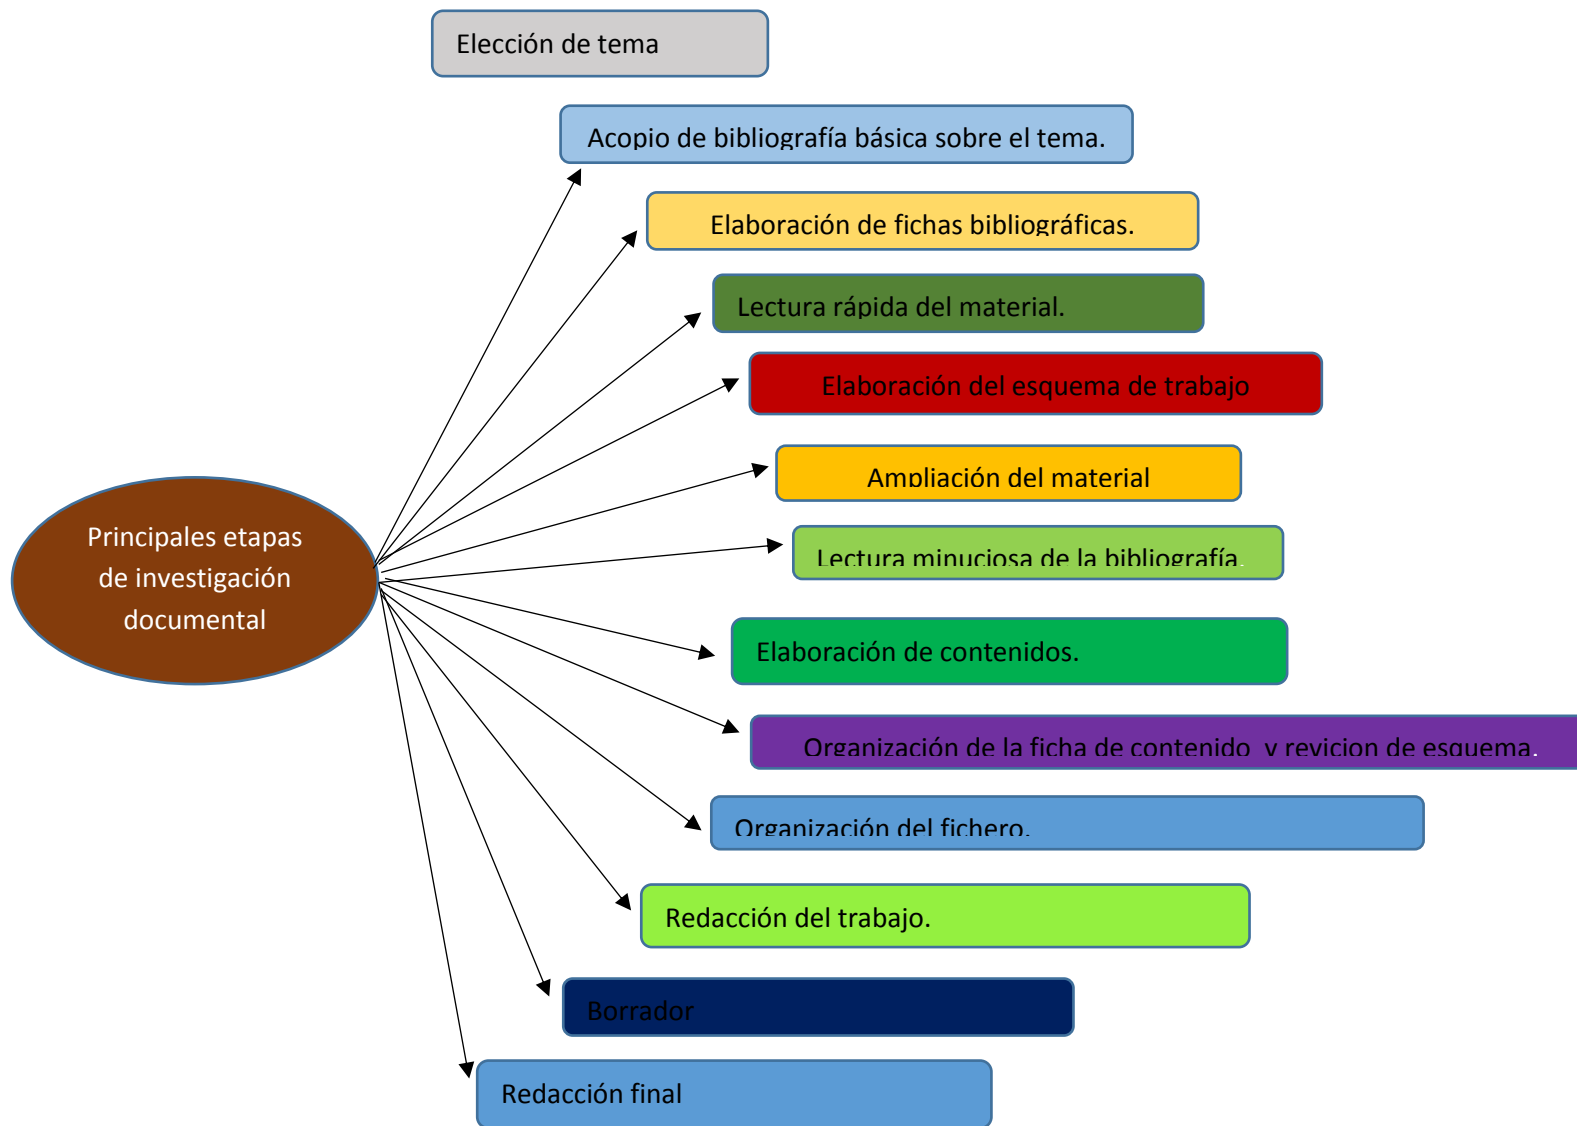 Elección de tema
Acopio de bibliografía básica sobre el tema.
Elaboración de fichas bibliográficas.
Lectura rápida del material.
Elaboración del esquema de trabajo
Ampliación del material
Principales etapas
de investigación
documental
Lectura minuciosa de la bibliografía.
Elaboración de contenidos.
Organización de la ficha de contenido y revicion de esquema.
Organización del fichero.
Redacción del trabajo.
Borrador
Redacción final